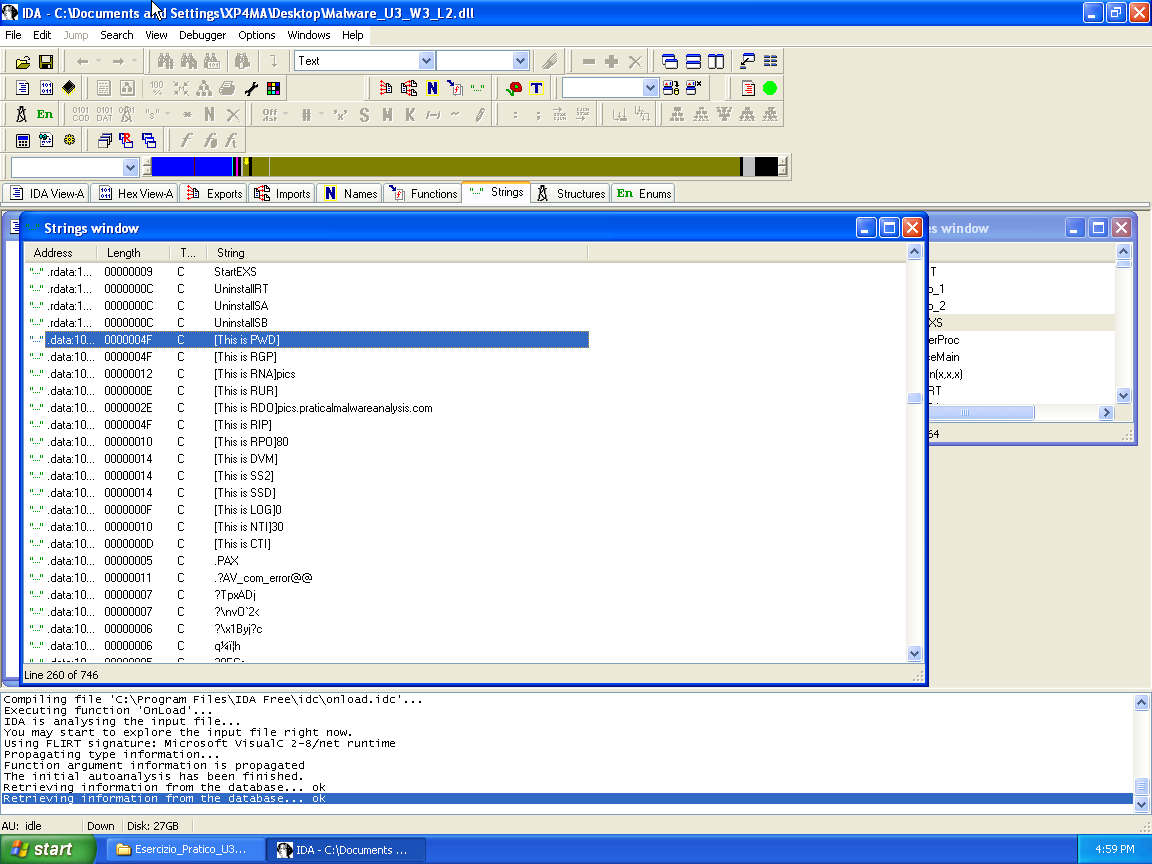 IDA - C:\Documents and Settings\XP4MA\Desktop\Malware_U3_W3_L2.dll
File Edit Jump Search View Debugger Options Windows Help
Text
En
IDA View-A Hex View-A Exports Imports N Names Functions Strings Structures En Enums
Strings window
Address Length T... String
.rdata:1... 00000009 C StartEXS
.rdata:1... 0000000C C UninstallRT
.rdata:1... 0000000C C UninstallSA
.rdata:1... 0000000C C UninstallSB
.data:10... 0000004F C [This is PWD]
.data:10... 0000004F C [This is RGP]
.data:10... 00000012 C [This is RNA]pics
.data:10... 0000000E C [This is RUR]
.data:10... 0000002E C [This is RDO]pics.praticalmalwareanalysis.com
.data:10... 0000004F C [This is RIP]
.data:10... 00000010 C [This is RPO]80
.data:10... 00000014 C [This is DVM]
.data:10... 00000014 C [This is SS2]
.data:10... 00000014 C [This is SSD]
.data:10... 0000000F C [This is LOG]0
.data:10... 00000010 C [This is NTI]30
.data:10... 0000000D C [This is CTI]
.data:10... 00000005 C .PAX
.data:10... 00000011 C .?AV_com_error@@
.data:10... 00000007 C ?TpxADj
.data:10... 00000007 C ?\nvO`2<
.data:10... 00000006 C ?\x1Byj?c
.data:10... 00000006 C q¼ï¦h
Line 260 of 746
es window
T
o_1
o_2
EXS
erProc
ceMain
n(x,x,x)
RT
64
Compiling file 'C:\Program Files\IDA Free\idc\onload.idc'...
Executing function 'OnLoad'...
IDA is analysing the input file...
You may start to explore the input file right now.
Using FLIRT signature: Microsoft VisualC 2-8/net runtime
Propagating type information...
Function argument information is propagated
The initial autoanalysis has been finished.
Retrieving information from the database... ok
Retrieving information from the database... ok
AU: idle Down Disk: 27GB
start Esercizio_Pratico_U3... IDA - C:\Documents ... 4:59 PM